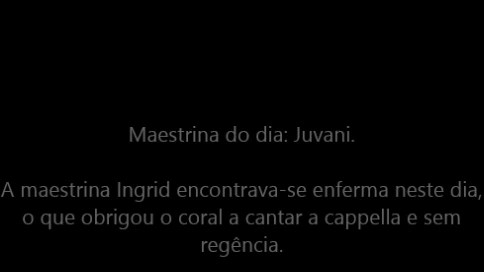 Maestrina do dia: Juvani.
A maestrina Ingrid encontrava-se enferma neste dia,
o que obrigou o coral a cantar a cappella e sem
regência.